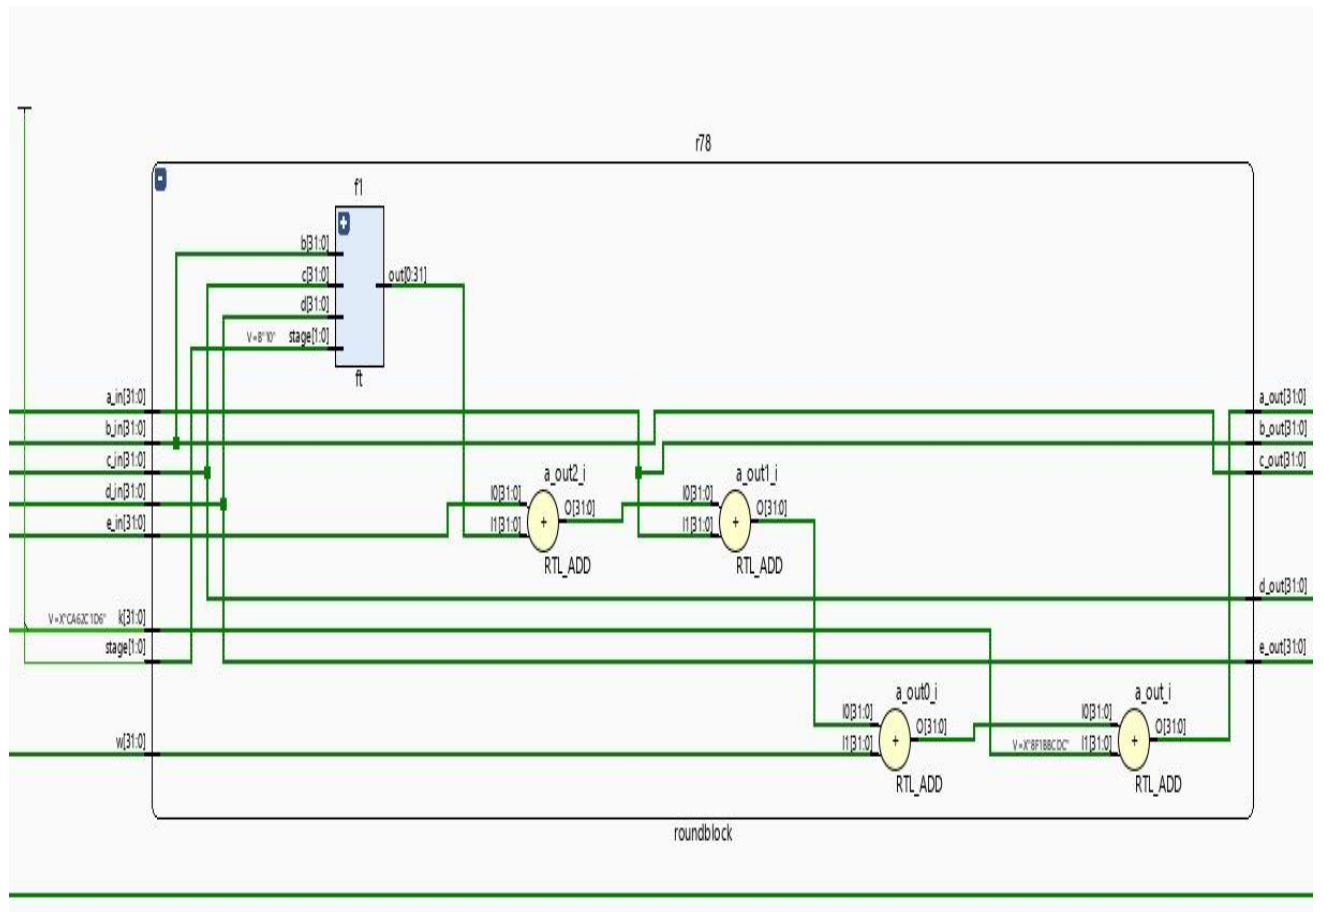 r78
f1
b[31:0]
c[31:0]
out[0:31]
d[31:0]
V=B"10" stage[1:0]
ft
a_in[31:0]
a_out[31:0]
b_in[31:0]
b_out[31:0]
c_in[31:0]
c_out[31:0]
a_out2_i
a_out1_i
d_in[31:0]
I0[31:0]
O[31:0]
I0[31:0]
O[31:0]
e_in[31:0]
I1[31:0]
+
I1[31:0]
+
RTL_ADD
RTL_ADD
d_out[31:0]
V=X"CA62C1D6" k[31:0]
stage[1:0]
e_out[31:0]
a_out0_i
a_out_i
I0[31:0]
O[31:0]
I0[31:0]
O[31:0]
w[31:0]
I1[31:0]
+
V=X"8F1BBCDC" I1[31:0]
+
RTL_ADD
RTL_ADD
roundblock